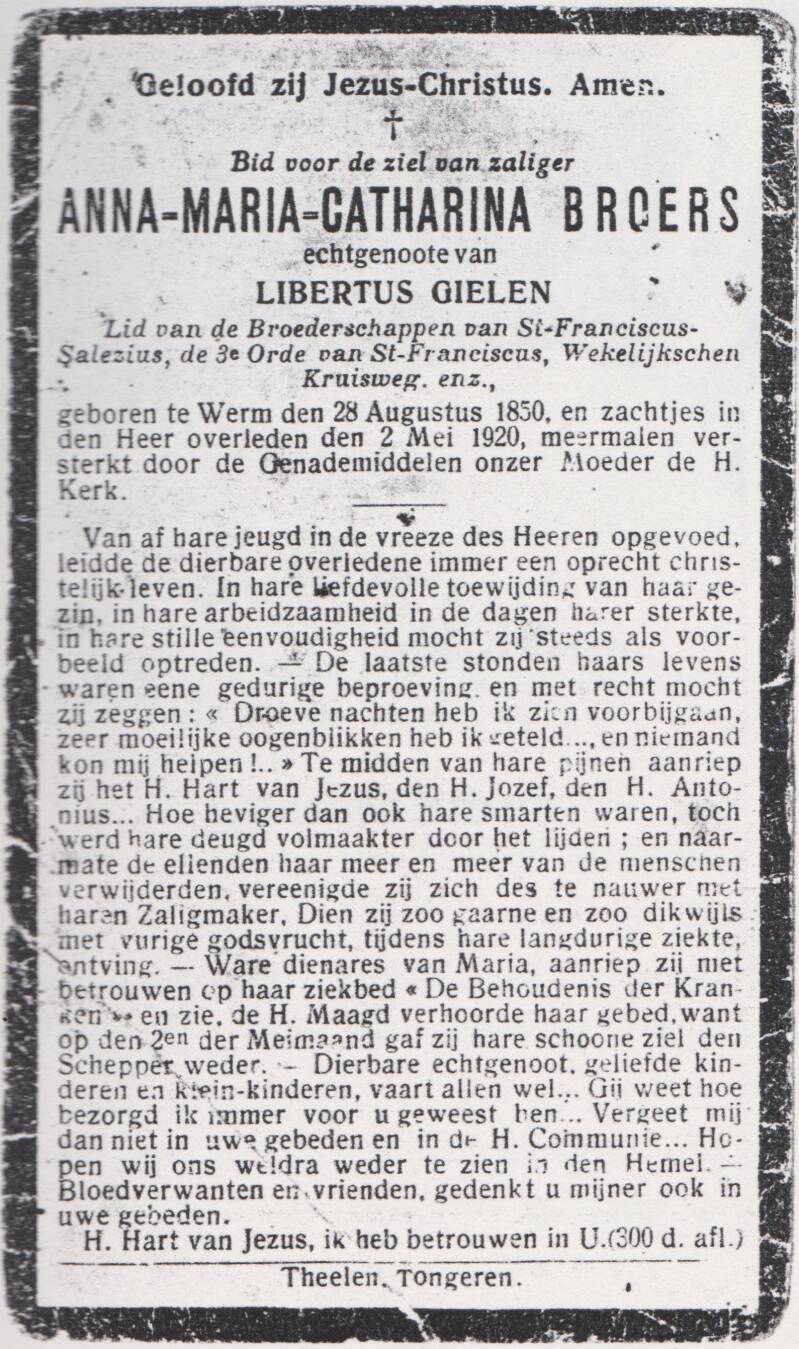 Geloofd zij Jezus-Christus. Amen.
†
Bid voor de ziel van zaliger
ANNA-MARIA-CATHARINA BROERS
echtgenoote van
LIBERTUS GIELEN
Lid van de Broederschappen van St-Franciscus-
Salezius, de 3e Orde van St-Franciscus, Wekelijkschen
Kruisweg. enz.,
geboren te Werm den 28 Augustus 1850, en zachtjes in
den Heer overleden den 2 Mei 1920, meermalen ver-
sterkt door de Genademiddelen onzer Moeder de H.
Kerk.
Van af hare jeugd in de vreeze des Heeren opgevoed,
leidde de dierbare overledene immer een oprecht chris-
telijk leven. In hare liefdevolle toewijding van haar ge-
zin, in hare arbeidzaamheid in de dagen harer sterkte,
in hare stille eenvoudigheid mocht zij steeds als voor-
beeld optreden. — De laatste stonden haars levens
waren eene gedurige beproeving, en met recht mocht
zij zeggen : « Droeve nachten heb ik zien voorbijgaan,
zeer moeilijke oogenblikken heb ik geteld..., en niemand
kon mij helpen !.. » Te midden van hare pijnen aanriep
zij het H. Hart van Jezus, den H. Jozef, den H. Anto-
nius... Hoe heviger dan ook hare smarten waren, toch
werd hare deugd volmaakter door het lijden ; en naar-
mate de ellenden haar meer en meer van de menschen
verwijderden, vereenigde zij zich des te nauwer met
haren Zaligmaker, Dien zij zoo gaarne en zoo dikwijls
met vurige godsvrucht, tijdens hare langdurige ziekte,
ontving. — Ware dienares van Maria, aanriep zij met
betrouwen op haar ziekbed « De Behoudenis der Kran-
ken » en zie, de H. Maagd verhoorde haar gebed, want
op den 2en der Meimaand gaf zij hare schoone ziel den
Schepper weder. — Dierbare echtgenoot, geliefde kin-
deren en klein-kinderen, vaart allen wel... Gij weet hoe
bezorgd ik immer voor u geweest ben... Vergeet mij
dan niet in uwe gebeden en in de H. Communie... Ho-
pen wij ons weldra weder te zien in den Hemel. —
Bloedverwanten en vrienden, gedenkt u mijner ook in
uwe gebeden.
H. Hart van Jezus, ik heb betrouwen in U.(300 d. afl.)
Theelen, Tongeren.